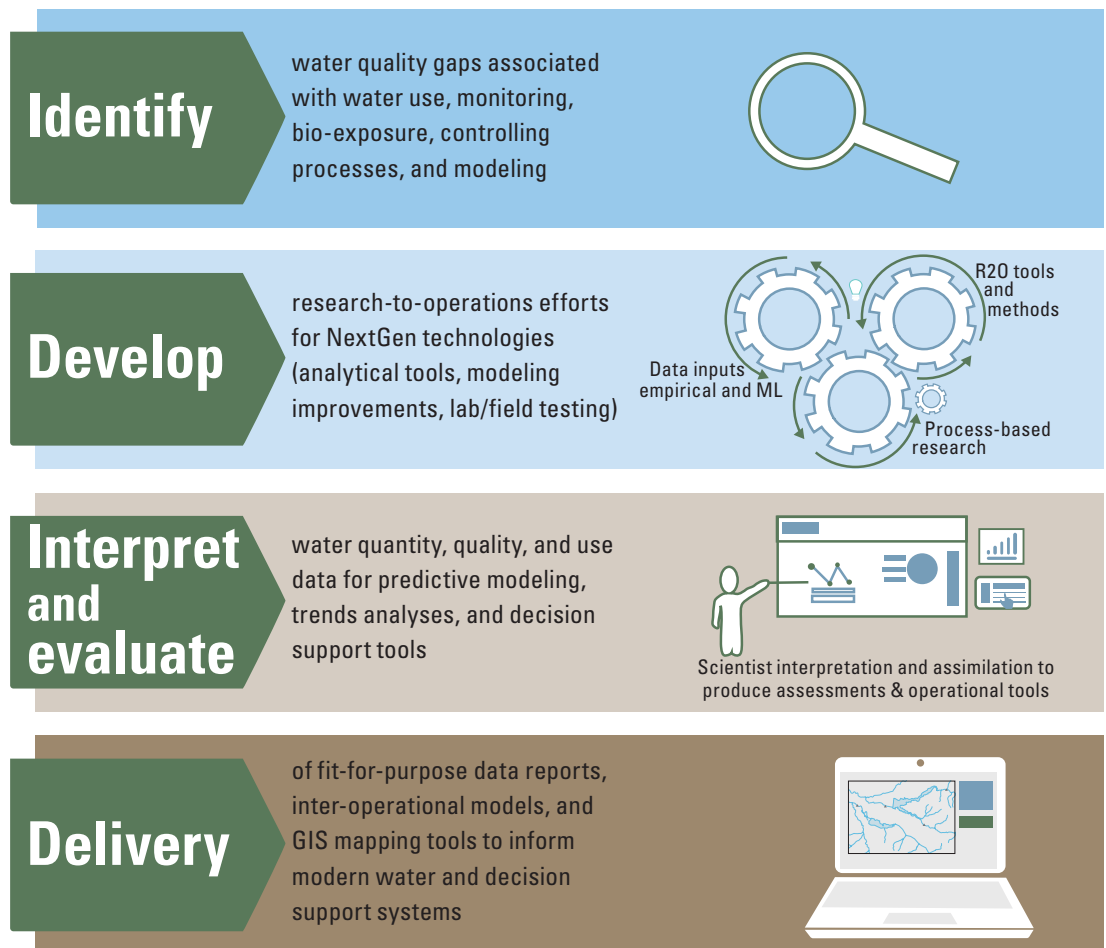 Identify
water quality gaps associated
with water use, monitoring,
bio-exposure, controlling
processes, and modeling
Develop
research-to-operations efforts
for NextGen technologies
(analytical tools, modeling
improvements, lab/field testing)
R2O tools
and
methods
Data inputs
empirical and ML
Process-based
research
Interpret
and
evaluate
water quantity, quality, and use
data for predictive modeling,
trends analyses, and decision
support tools
Scientist interpretation and assimilation to
produce assessments & operational tools
Delivery
of fit-for-purpose data reports,
inter-operational models, and
GIS mapping tools to inform
modern water and decision
support systems